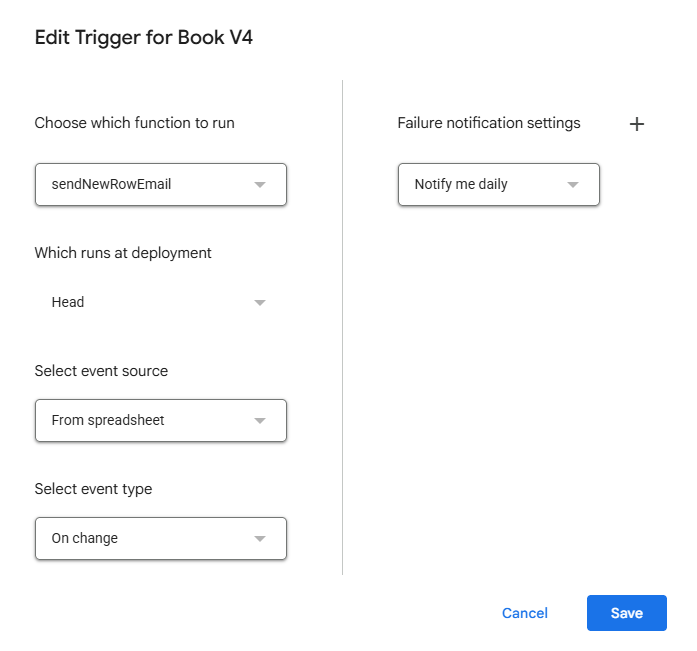 Edit Trigger for Book V4
Choose which function to run
sendNewRowEmail
Which runs at deployment
Head
Select event source
From spreadsheet
Select event type
On change
Failure notification settings
+
Notify me daily
Cancel
Save